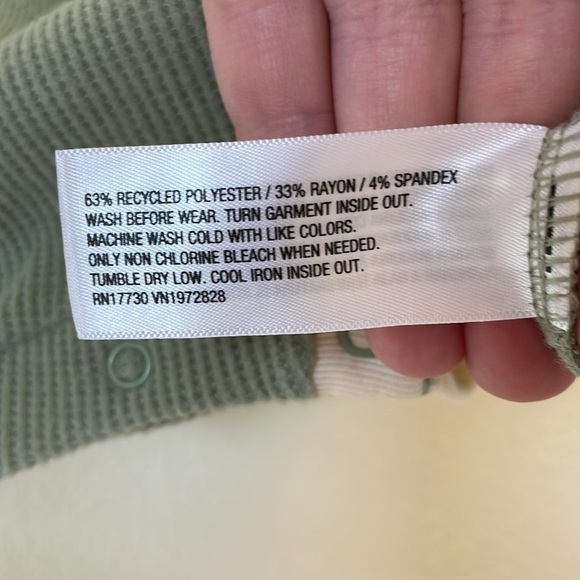 63% RECYCLED POLYESTER / 33% RAYON / 4% SPANDEX
WASH BEFORE WEAR. TURN GARMENT INSIDE OUT.
MACHINE WASH COLD WITH LIKE COLORS.
ONLY NON CHLORINE BLEACH WHEN NEEDED.
TUMBLE DRY LOW. COOL IRON INSIDE OUT.
RN17730 VN1972828